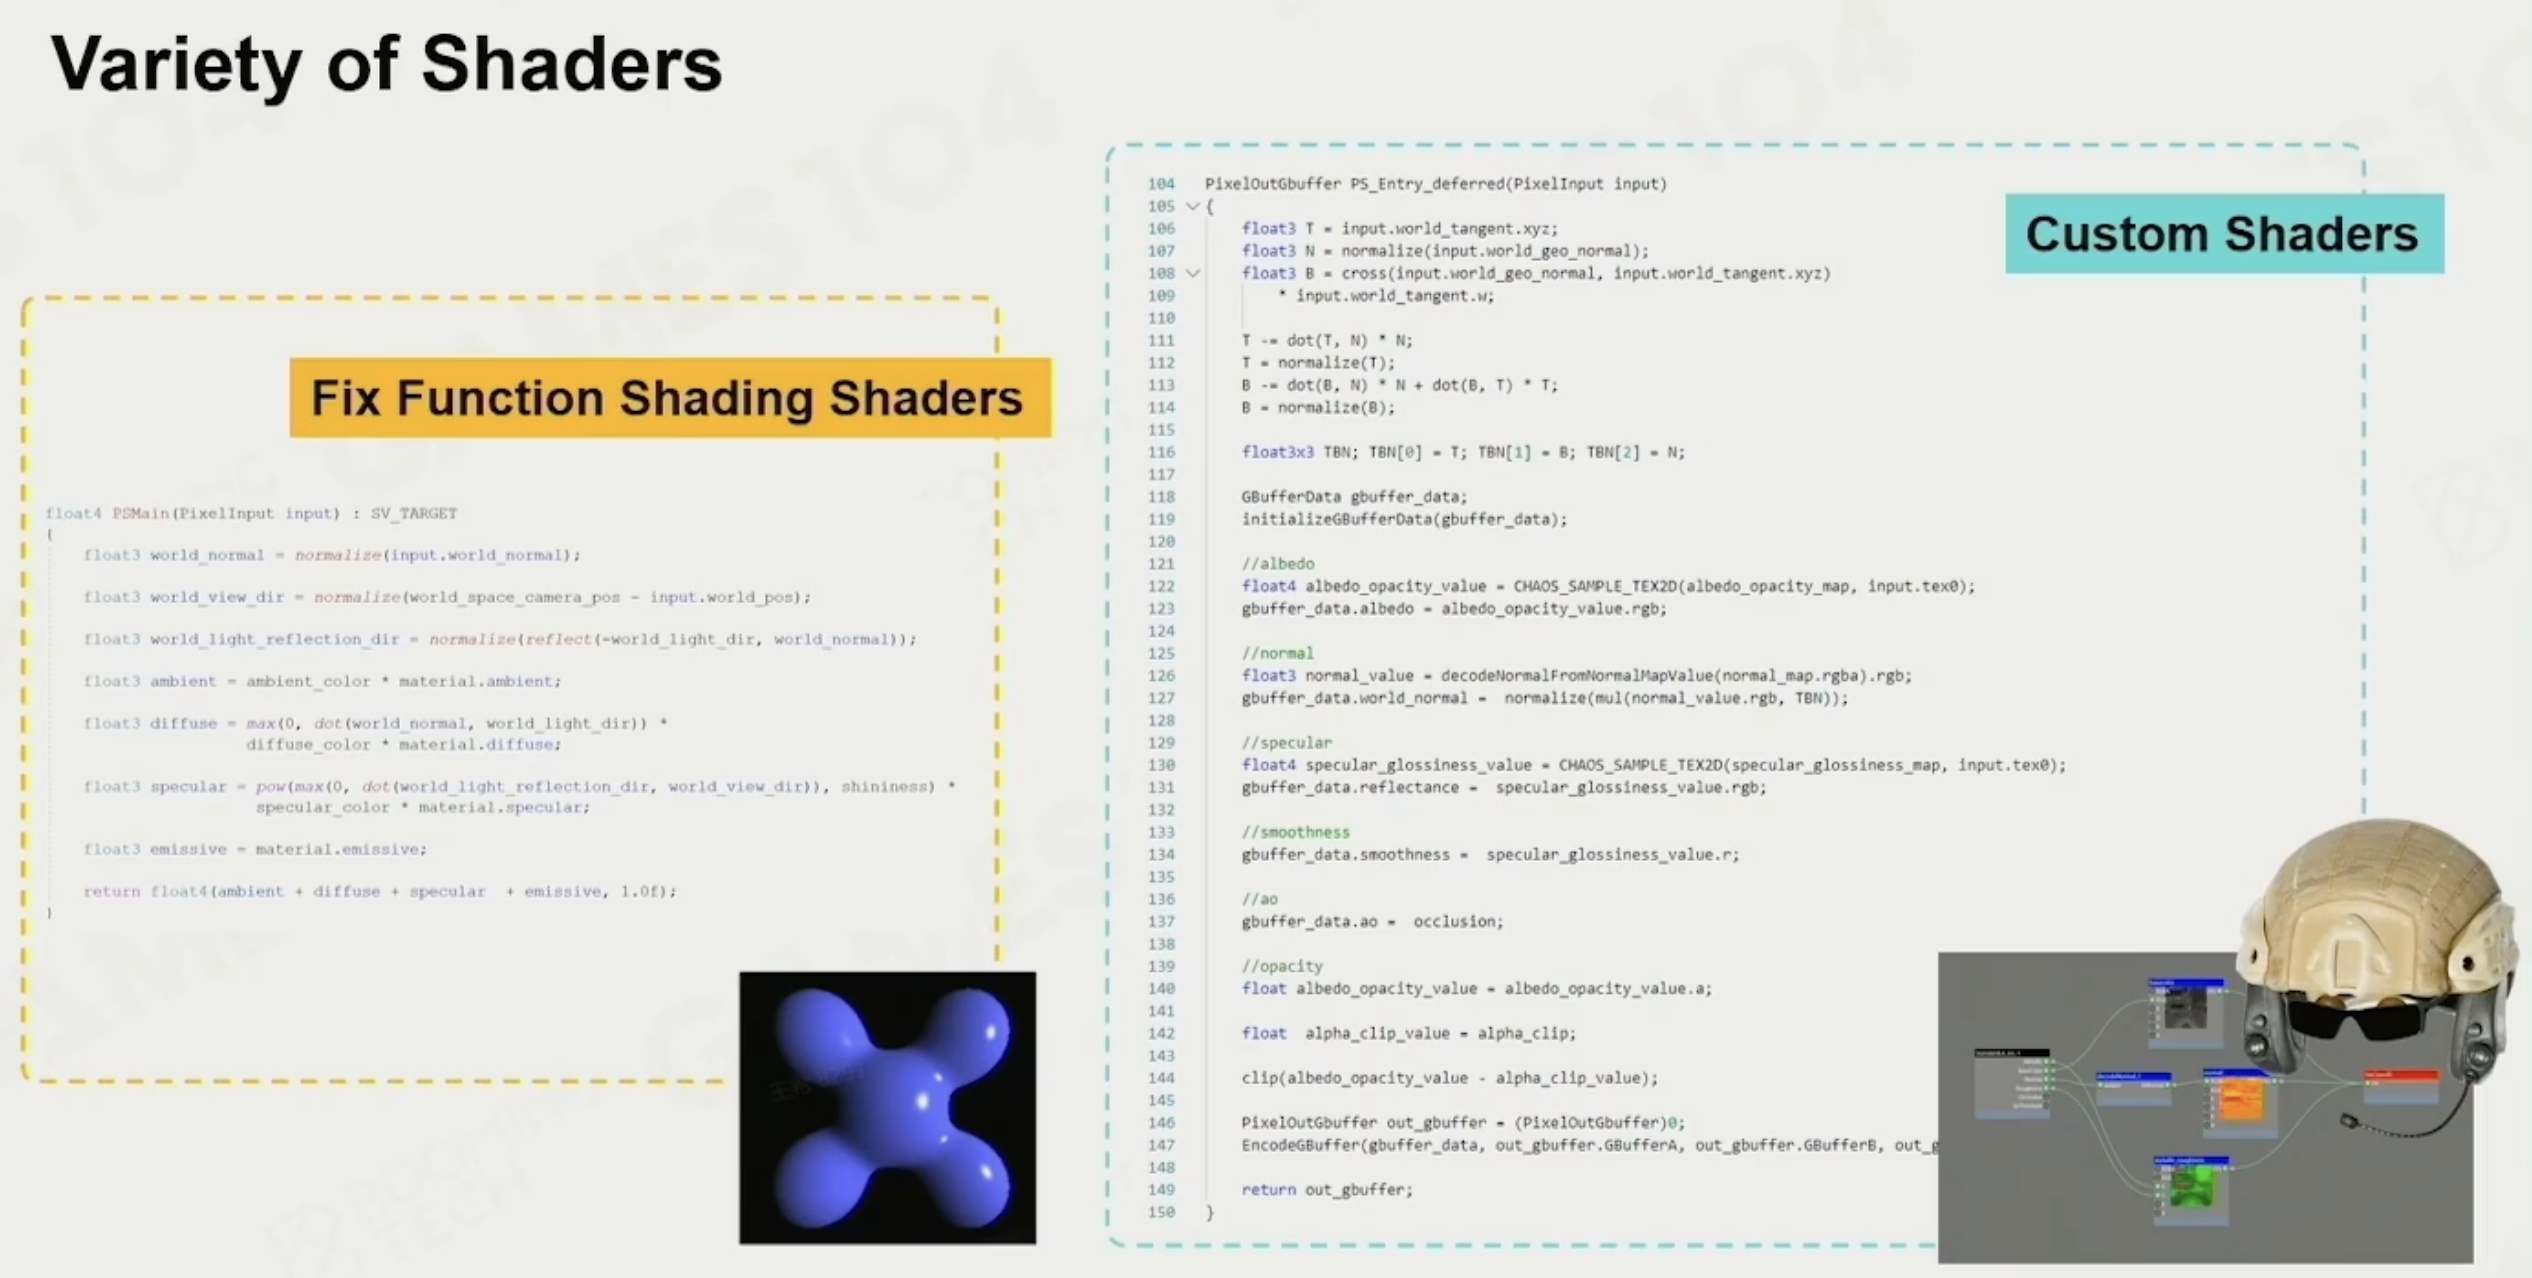 Variety of Shaders
Fix Function Shading Shaders
float4 PSMain(PixelInput input) : SV_TARGET
{
float3 world_normal = normalize(input.world_normal);
float3 world_view_dir = normalize(world_space_camera_pos - input.world_pos);
float3 world_light_reflection_dir = normalize(reflect(-world_light_dir, world_normal));
float3 ambient = ambient_color * material.ambient;
float3 diffuse = max(0, dot(world_normal, world_light_dir)) *
diffuse_color * material.diffuse;
float3 specular = pow(max(0, dot(world_light_reflection_dir, world_view_dir)), shininess) *
specular_color * material.specular;
float3 emissive = material.emissive;
return float4(ambient + diffuse + specular + emissive, 1.0f);
}
Custom Shaders
104 PixelOutGbuffer PS_Entry_deferred(PixelInput input)
105 {
106 float3 T = input.world_tangent.xyz;
107 float3 N = normalize(input.world_geo_normal);
108 float3 B = cross(input.world_geo_normal, input.world_tangent.xyz)
109 * input.world_tangent.w;
110
111 T -= dot(T, N) * N;
112 T = normalize(T);
113 B -= dot(B, N) * N + dot(B, T) * T;
114 B = normalize(B);
115
116 float3x3 TBN; TBN[0] = T; TBN[1] = B; TBN[2] = N;
117
118 GBufferData gbuffer_data;
119 initializeGBufferData(gbuffer_data);
120
121 //albedo
122 float4 albedo_opacity_value = CHAOS_SAMPLE_TEX2D(albedo_opacity_map, input.tex0);
123 gbuffer_data.albedo = albedo_opacity_value.rgb;
124
125 //normal
126 float3 normal_value = decodeNormalFromNormalMapValue(normal_map.rgba).rgb;
127 gbuffer_data.world_normal = normalize(mul(normal_value.rgb, TBN));
128
129 //specular
130 float4 specular_glossiness_value = CHAOS_SAMPLE_TEX2D(specular_glossiness_map, input.tex0);
131 gbuffer_data.reflectance = specular_glossiness_value.rgb;
132
133 //smoothness
134 gbuffer_data.smoothness = specular_glossiness_value.r;
135
136 //ao
137 gbuffer_data.ao = occlusion;
138
139 //opacity
140 float albedo_opacity_value = albedo_opacity_value.a;
141
142 float alpha_clip_value = alpha_clip;
143
144 clip(albedo_opacity_value - alpha_clip_value);
145
146 PixelOutGbuffer out_gbuffer = (PixelOutGbuffer)0;
147 EncodeGBuffer(gbuffer_data, out_gbuffer.GBufferA, out_gbuffer.GBufferB, out_g
148
149 return out_gbuffer;
150 }